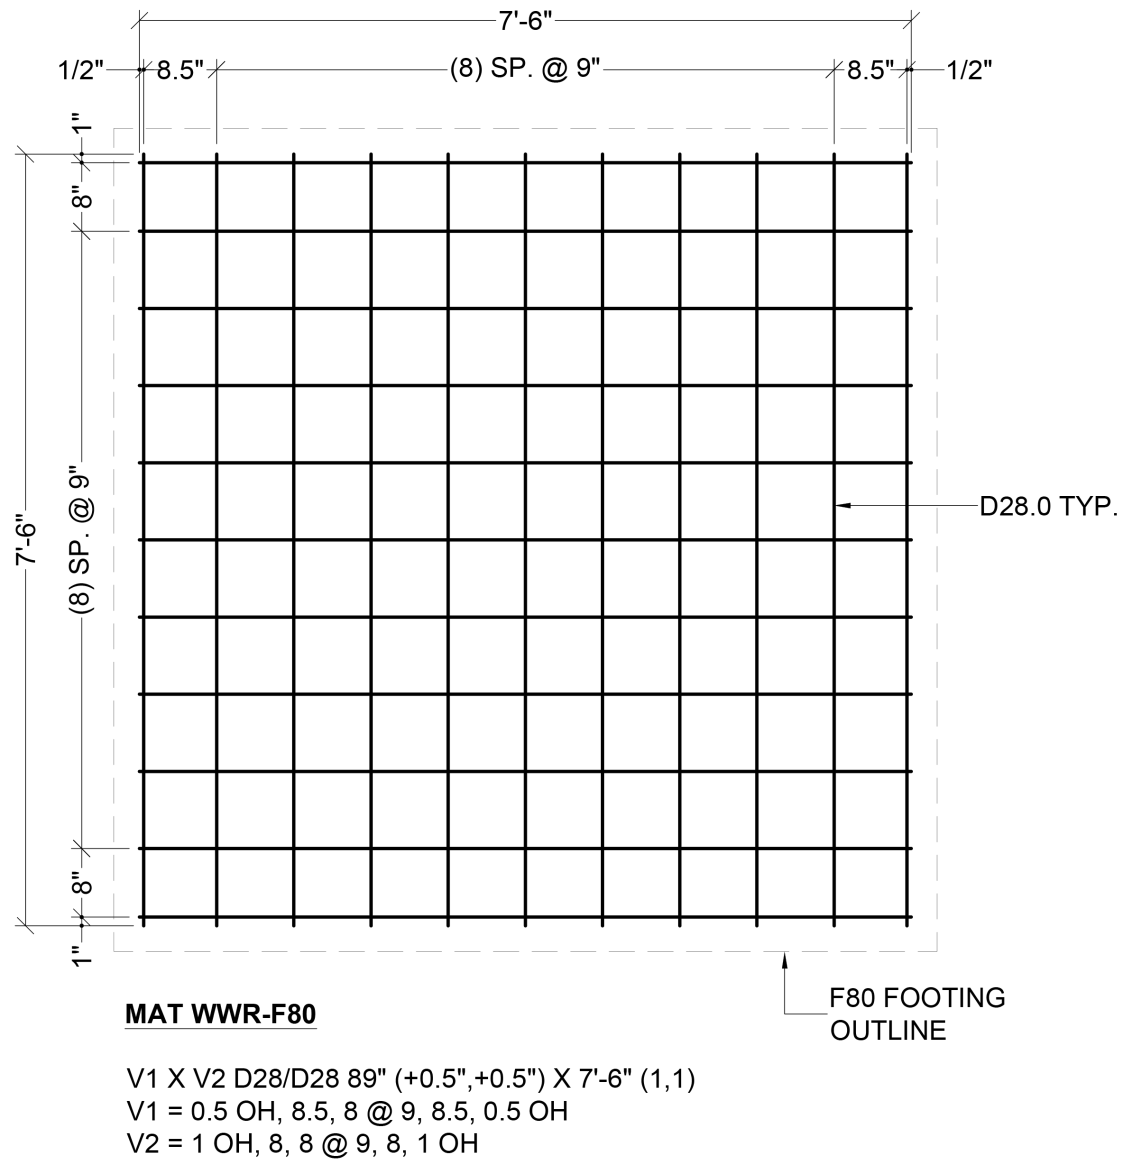 7'-6"
1/2" 8.5" (8) SP. @ 9" 8.5" 1/2"
1"
8"
(8) SP. @ 9"
7'-6"
D28.0 TYP.
8"
1"
F80 FOOTING
OUTLINE
MAT WWR-F80
V1 X V2 D28/D28 89" (+0.5",+0.5") X 7'-6" (1,1)
V1 = 0.5 OH, 8.5, 8 @ 9, 8.5, 0.5 OH
V2 = 1 OH, 8, 8 @ 9, 8, 1 OH